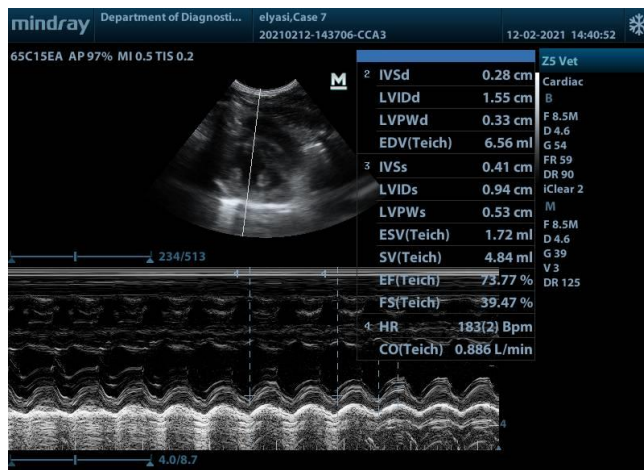 mindray
Department of Diagnosti...
elyasi,Case 7
20210212-143706-CCA3
12-02-2021 14:40:52
65C15EA AP 97% MI 0.5 TIS 0.2
M
2 IVSd 0.28 cm
LVIDd 1.55 cm
LVPWd 0.33 cm
EDV(Teich) 6.56 ml
3 IVSs 0.41 cm
LVIDs 0.94 cm
LVPWs 0.53 cm
ESV(Teich) 1.72 ml
SV(Teich) 4.84 ml
EF(Teich) 73.77 %
FS(Teich) 39.47 %
4 HR 183(2) Bpm
CO(Teich) 0.886 L/min
Z5 Vet
Cardiac
B
F 8.5M
D 4.6
G 54
FR 59
DR 90
iClear 2
M
F 8.5M
D 4.6
G 39
V 3
DR 125
234/513
4 4
4
4.0/8.7